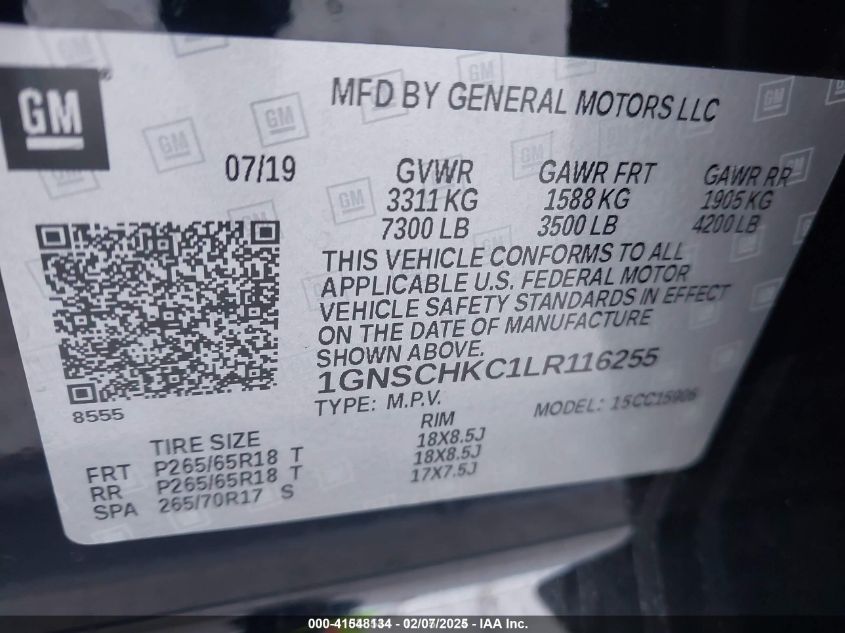 GM
MFD BY GENERAL MOTORS LLC
07/19 GVWR GAWR FRT GAWR RR
3311 KG 1588 KG 1905 KG
7300 LB 3500 LB 4200 LB
THIS VEHICLE CONFORMS TO ALL
APPLICABLE U.S. FEDERAL MOTOR
VEHICLE SAFETY STANDARDS IN EFFECT
ON THE DATE OF MANUFACTURE
SHOWN ABOVE.
1GNSCHKC1LR116255
TYPE: M.P.V. MODEL: 15CC15906
8555
TIRE SIZE RIM
FRT P265/65R18 T 18X8.5J
RR P265/65R18 T 18X8.5J
SPA 265/70R17 S 17X7.5J
000-41548134 — 02/07/2025 — IAA Inc.